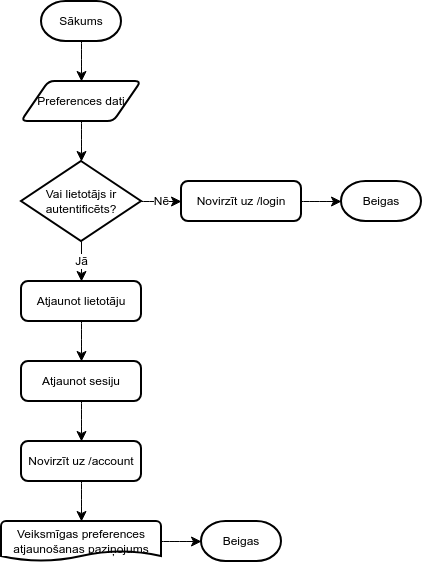 Sākums
Preferences dati
Vai lietotājs ir
autentificēts?
Nē
Novirzīt uz /login
Beigas
Jā
Atjaunot lietotāju
Atjaunot sesiju
Novirzīt uz /account
Veiksmīgas preferences
atjaunošanas paziņojums
Beigas